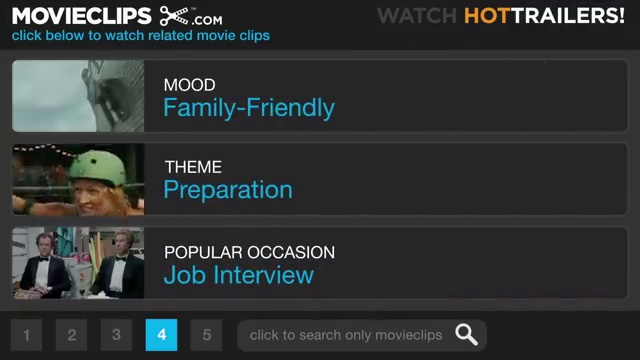 MOVIECLIPS .COM
WATCH HOTTRAILERS!
click below to watch related movie clips
MOOD
Family-Friendly
THEME
Preparation
POPULAR OCCASION
Job Interview
1 2 3 4 5 click to search only movieclips